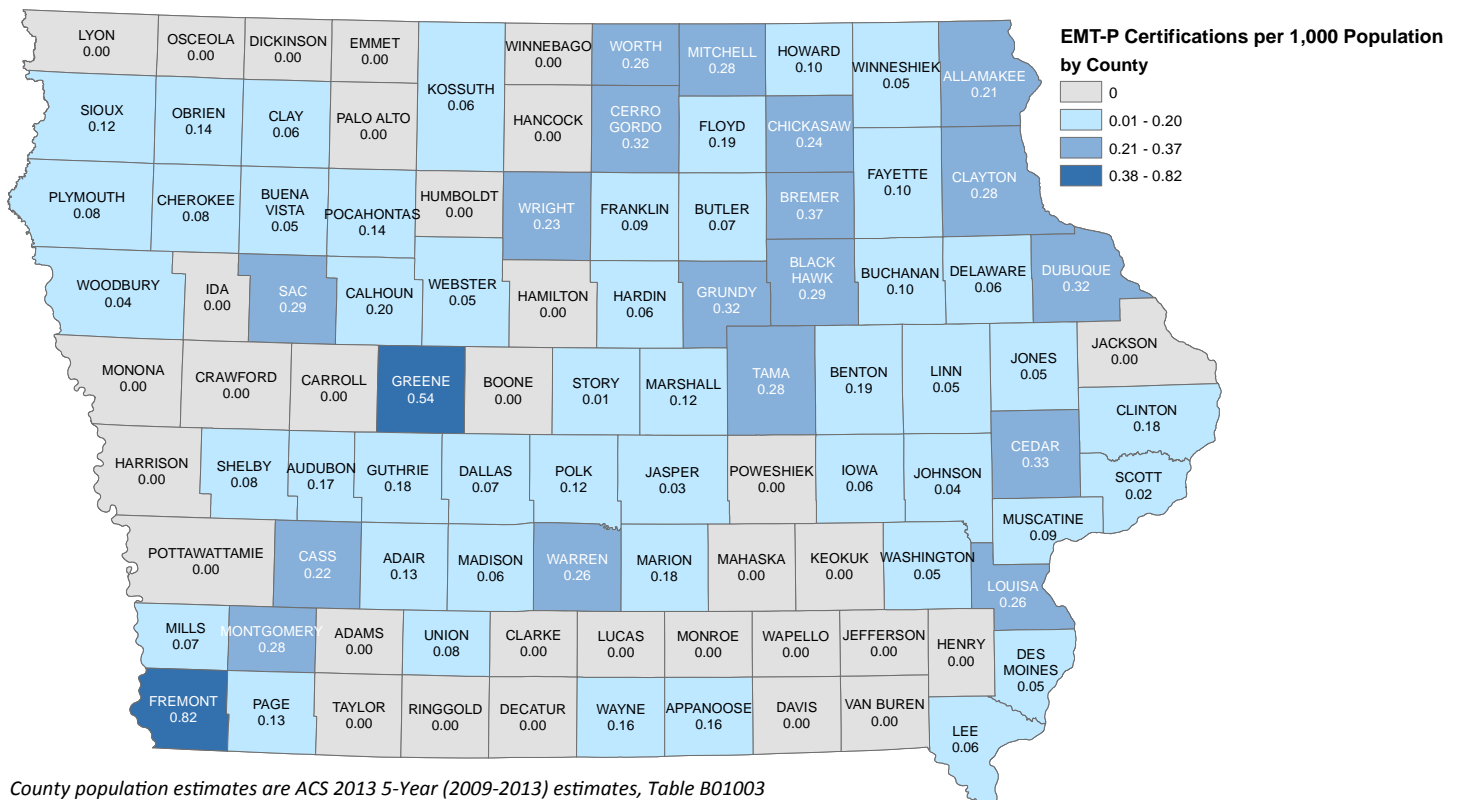 EMT-P Certifications per 1,000 Population
by County
0
0.01 - 0.20
0.21 - 0.37
0.38 - 0.82
LYON
0.00
OSCEOLA
0.00
DICKINSON
0.00
EMMET
0.00
KOSSUTH
0.06
WINNEBAGO
0.00
WORTH
0.26
MITCHELL
0.28
HOWARD
0.10
WINNESHIEK
0.05
ALLAMAKEE
0.21
SIOUX
0.12
OBRIEN
0.14
CLAY
0.06
PALO ALTO
0.00
HANCOCK
0.00
CERRO
GORDO
0.32
FLOYD
0.19
CHICKASAW
0.24
PLYMOUTH
0.08
CHEROKEE
0.08
BUENA
VISTA
0.05
POCAHONTAS
0.14
HUMBOLDT
0.00
WRIGHT
0.23
FRANKLIN
0.09
BUTLER
0.07
BREMER
0.37
FAYETTE
0.10
CLAYTON
0.28
WOODBURY
0.04
IDA
0.00
SAC
0.29
CALHOUN
0.20
WEBSTER
0.05
HAMILTON
0.00
HARDIN
0.06
GRUNDY
0.32
BLACK
HAWK
0.29
BUCHANAN
0.10
DELAWARE
0.06
DUBUQUE
0.32
MONONA
0.00
CRAWFORD
0.00
CARROLL
0.00
GREENE
0.54
BOONE
0.00
STORY
0.01
MARSHALL
0.12
TAMA
0.28
BENTON
0.19
LINN
0.05
JONES
0.05
JACKSON
0.00
CLINTON
0.18
HARRISON
0.00
SHELBY
0.08
AUDUBON
0.17
GUTHRIE
0.18
DALLAS
0.07
POLK
0.12
JASPER
0.03
POWESHIEK
0.00
IOWA
0.06
JOHNSON
0.04
CEDAR
0.33
SCOTT
0.02
MUSCATINE
0.09
POTTAWATTAMIE
0.00
CASS
0.22
ADAIR
0.13
MADISON
0.06
WARREN
0.26
MARION
0.18
MAHASKA
0.00
KEOKUK
0.00
WASHINGTON
0.05
LOUISA
0.26
MILLS
0.07
MONTGOMERY
0.28
ADAMS
0.00
UNION
0.08
CLARKE
0.00
LUCAS
0.00
MONROE
0.00
WAPELLO
0.00
JEFFERSON
0.00
HENRY
0.00
DES
MOINES
0.05
FREMONT
0.82
PAGE
0.13
TAYLOR
0.00
RINGGOLD
0.00
DECATUR
0.00
WAYNE
0.16
APPANOOSE
0.16
DAVIS
0.00
VAN BUREN
0.00
LEE
0.06
County population estimates are ACS 2013 5-Year (2009-2013) estimates, Table B01003